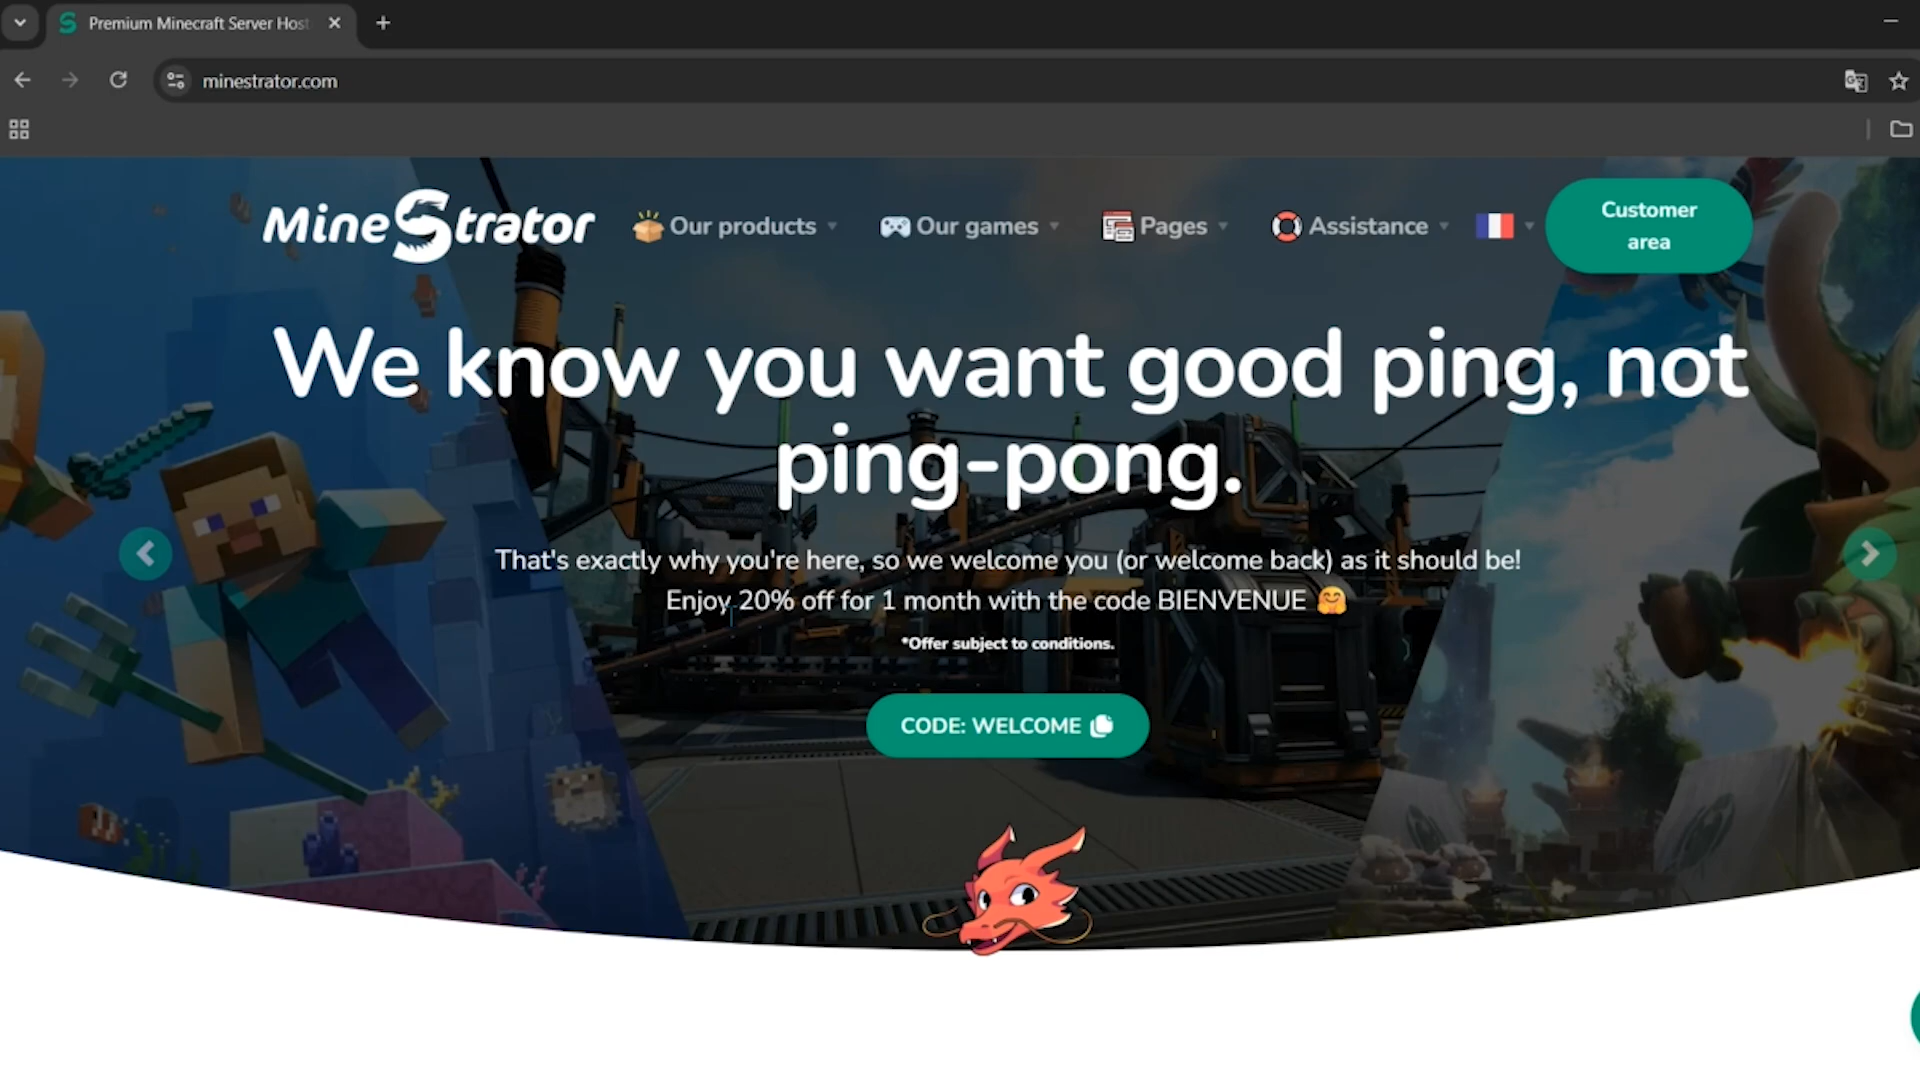 Premium Minecraft Server Host
minestrator.com
MineStrator
Our products
Our games
Pages
Assistance
Customer
area
We know you want good ping, not
ping-pong.
That's exactly why you're here, so we welcome you (or welcome back) as it should be!
Enjoy 20% off for 1 month with the code BIENVENUE 🤗
*Offer subject to conditions.
CODE: WELCOME